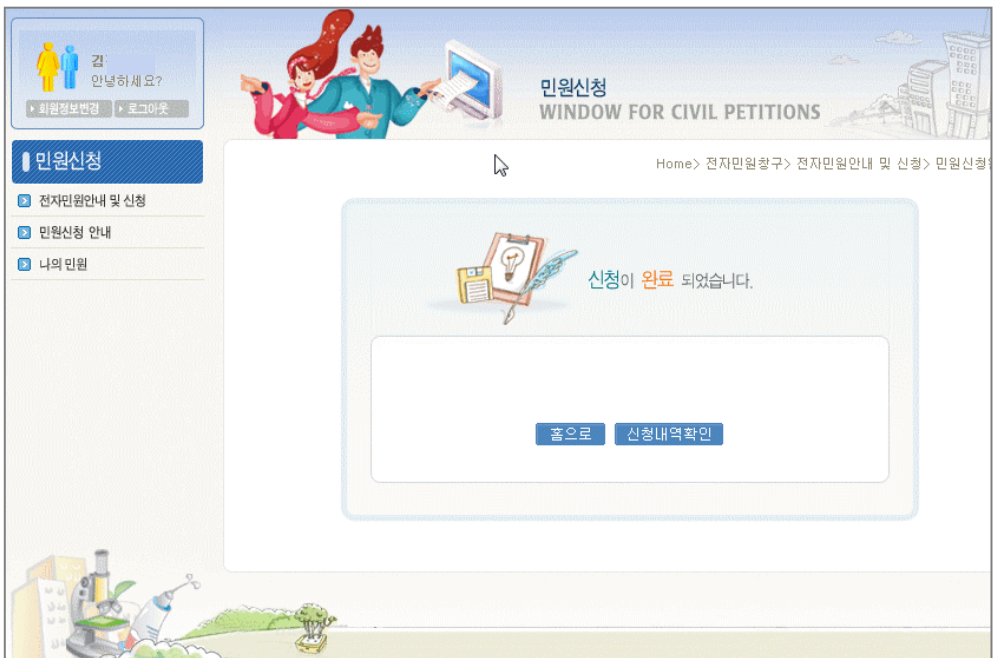 김
안녕하세요?
회원정보변경 로그아웃
민원신청
WINDOW FOR CIVIL PETITIONS
민원신청
Home> 전자민원창구> 전자민원안내 및 신청> 민원신청
전자민원안내 및 신청
민원신청 안내
나의 민원
신청이 완료 되었습니다.
홈으로 신청내역확인